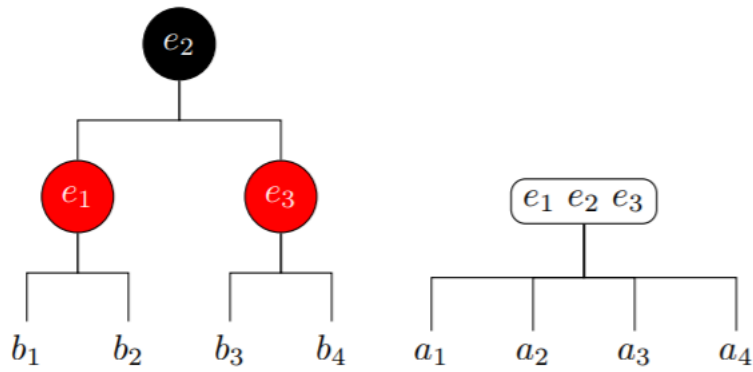 e₂
e₁ e₃
e₁ e₂ e₃
b₁ b₂ b₃ b₄
a₁ a₂ a₃ a₄